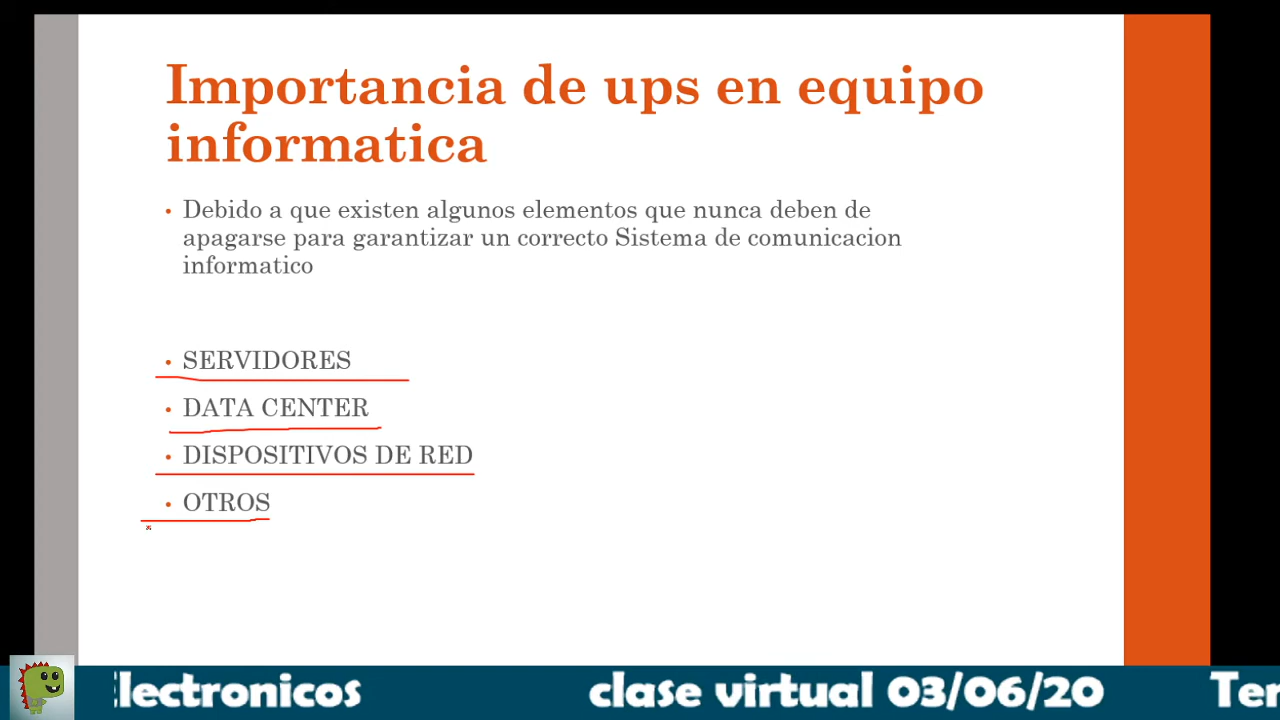 Importancia de ups en equipo
informatica
• Debido a que existen algunos elementos que nunca deben de
apagarse para garantizar un correcto Sistema de comunicacion
informatico
• SERVIDORES
• DATA CENTER
• DISPOSITIVOS DE RED
• OTROS
lectronicos clase virtual 03/06/20 Ter